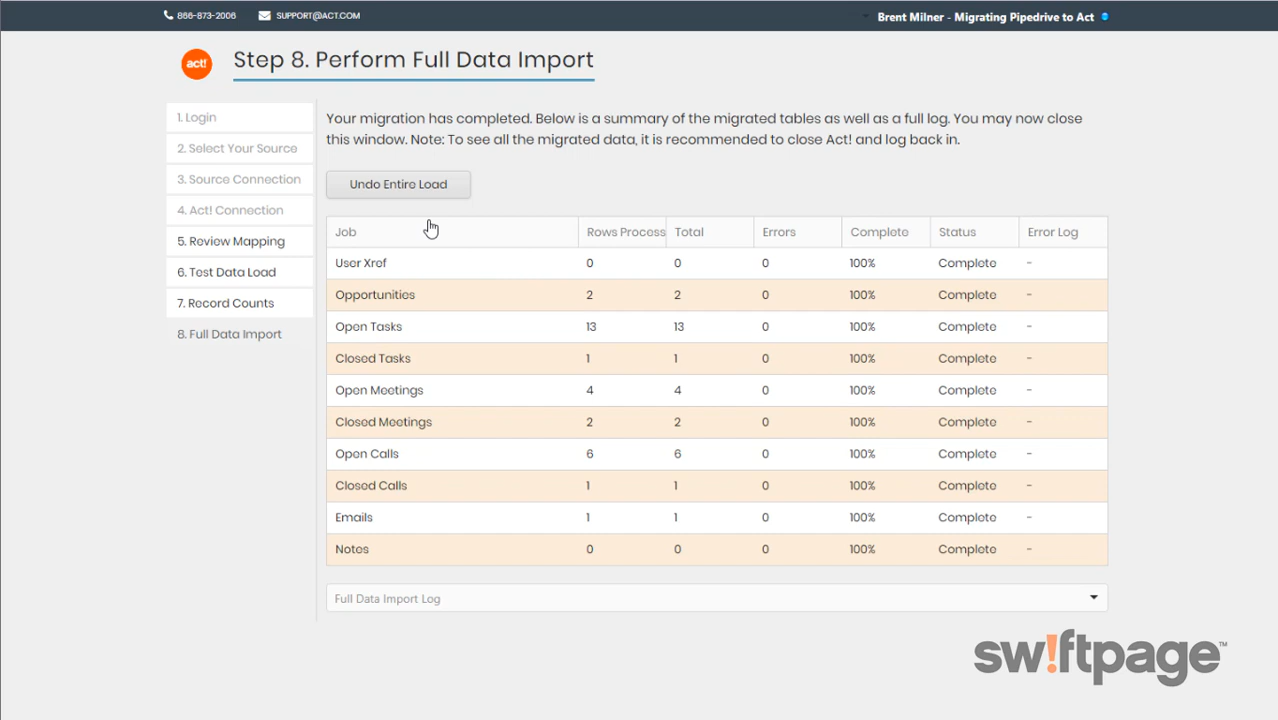 866-873-2006 SUPPORT@ACT.COM Brent Milner - Migrating Pipedrive to Act
act! Step 8. Perform Full Data Import
1. Login
2. Select Your Source
3. Source Connection
4. Act! Connection
5. Review Mapping
6. Test Data Load
7. Record Counts
8. Full Data Import
Your migration has completed. Below is a summary of the migrated tables as well as a full log. You may now close
this window. Note: To see all the migrated data, it is recommended to close Act! and log back in.
Undo Entire Load
Job Rows Process Total Errors Complete Status Error Log
User Xref 0 0 0 100% Complete -
Opportunities 2 2 0 100% Complete -
Open Tasks 13 13 0 100% Complete -
Closed Tasks 1 1 0 100% Complete -
Open Meetings 4 4 0 100% Complete -
Closed Meetings 2 2 0 100% Complete -
Open Calls 6 6 0 100% Complete -
Closed Calls 1 1 0 100% Complete -
Emails 1 1 0 100% Complete -
Notes 0 0 0 100% Complete -
Full Data Import Log
sw!ftpage™